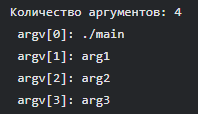 Количество аргументов: 4
argv[0]: ./main
argv[1]: arg1
argv[2]: arg2
argv[3]: arg3